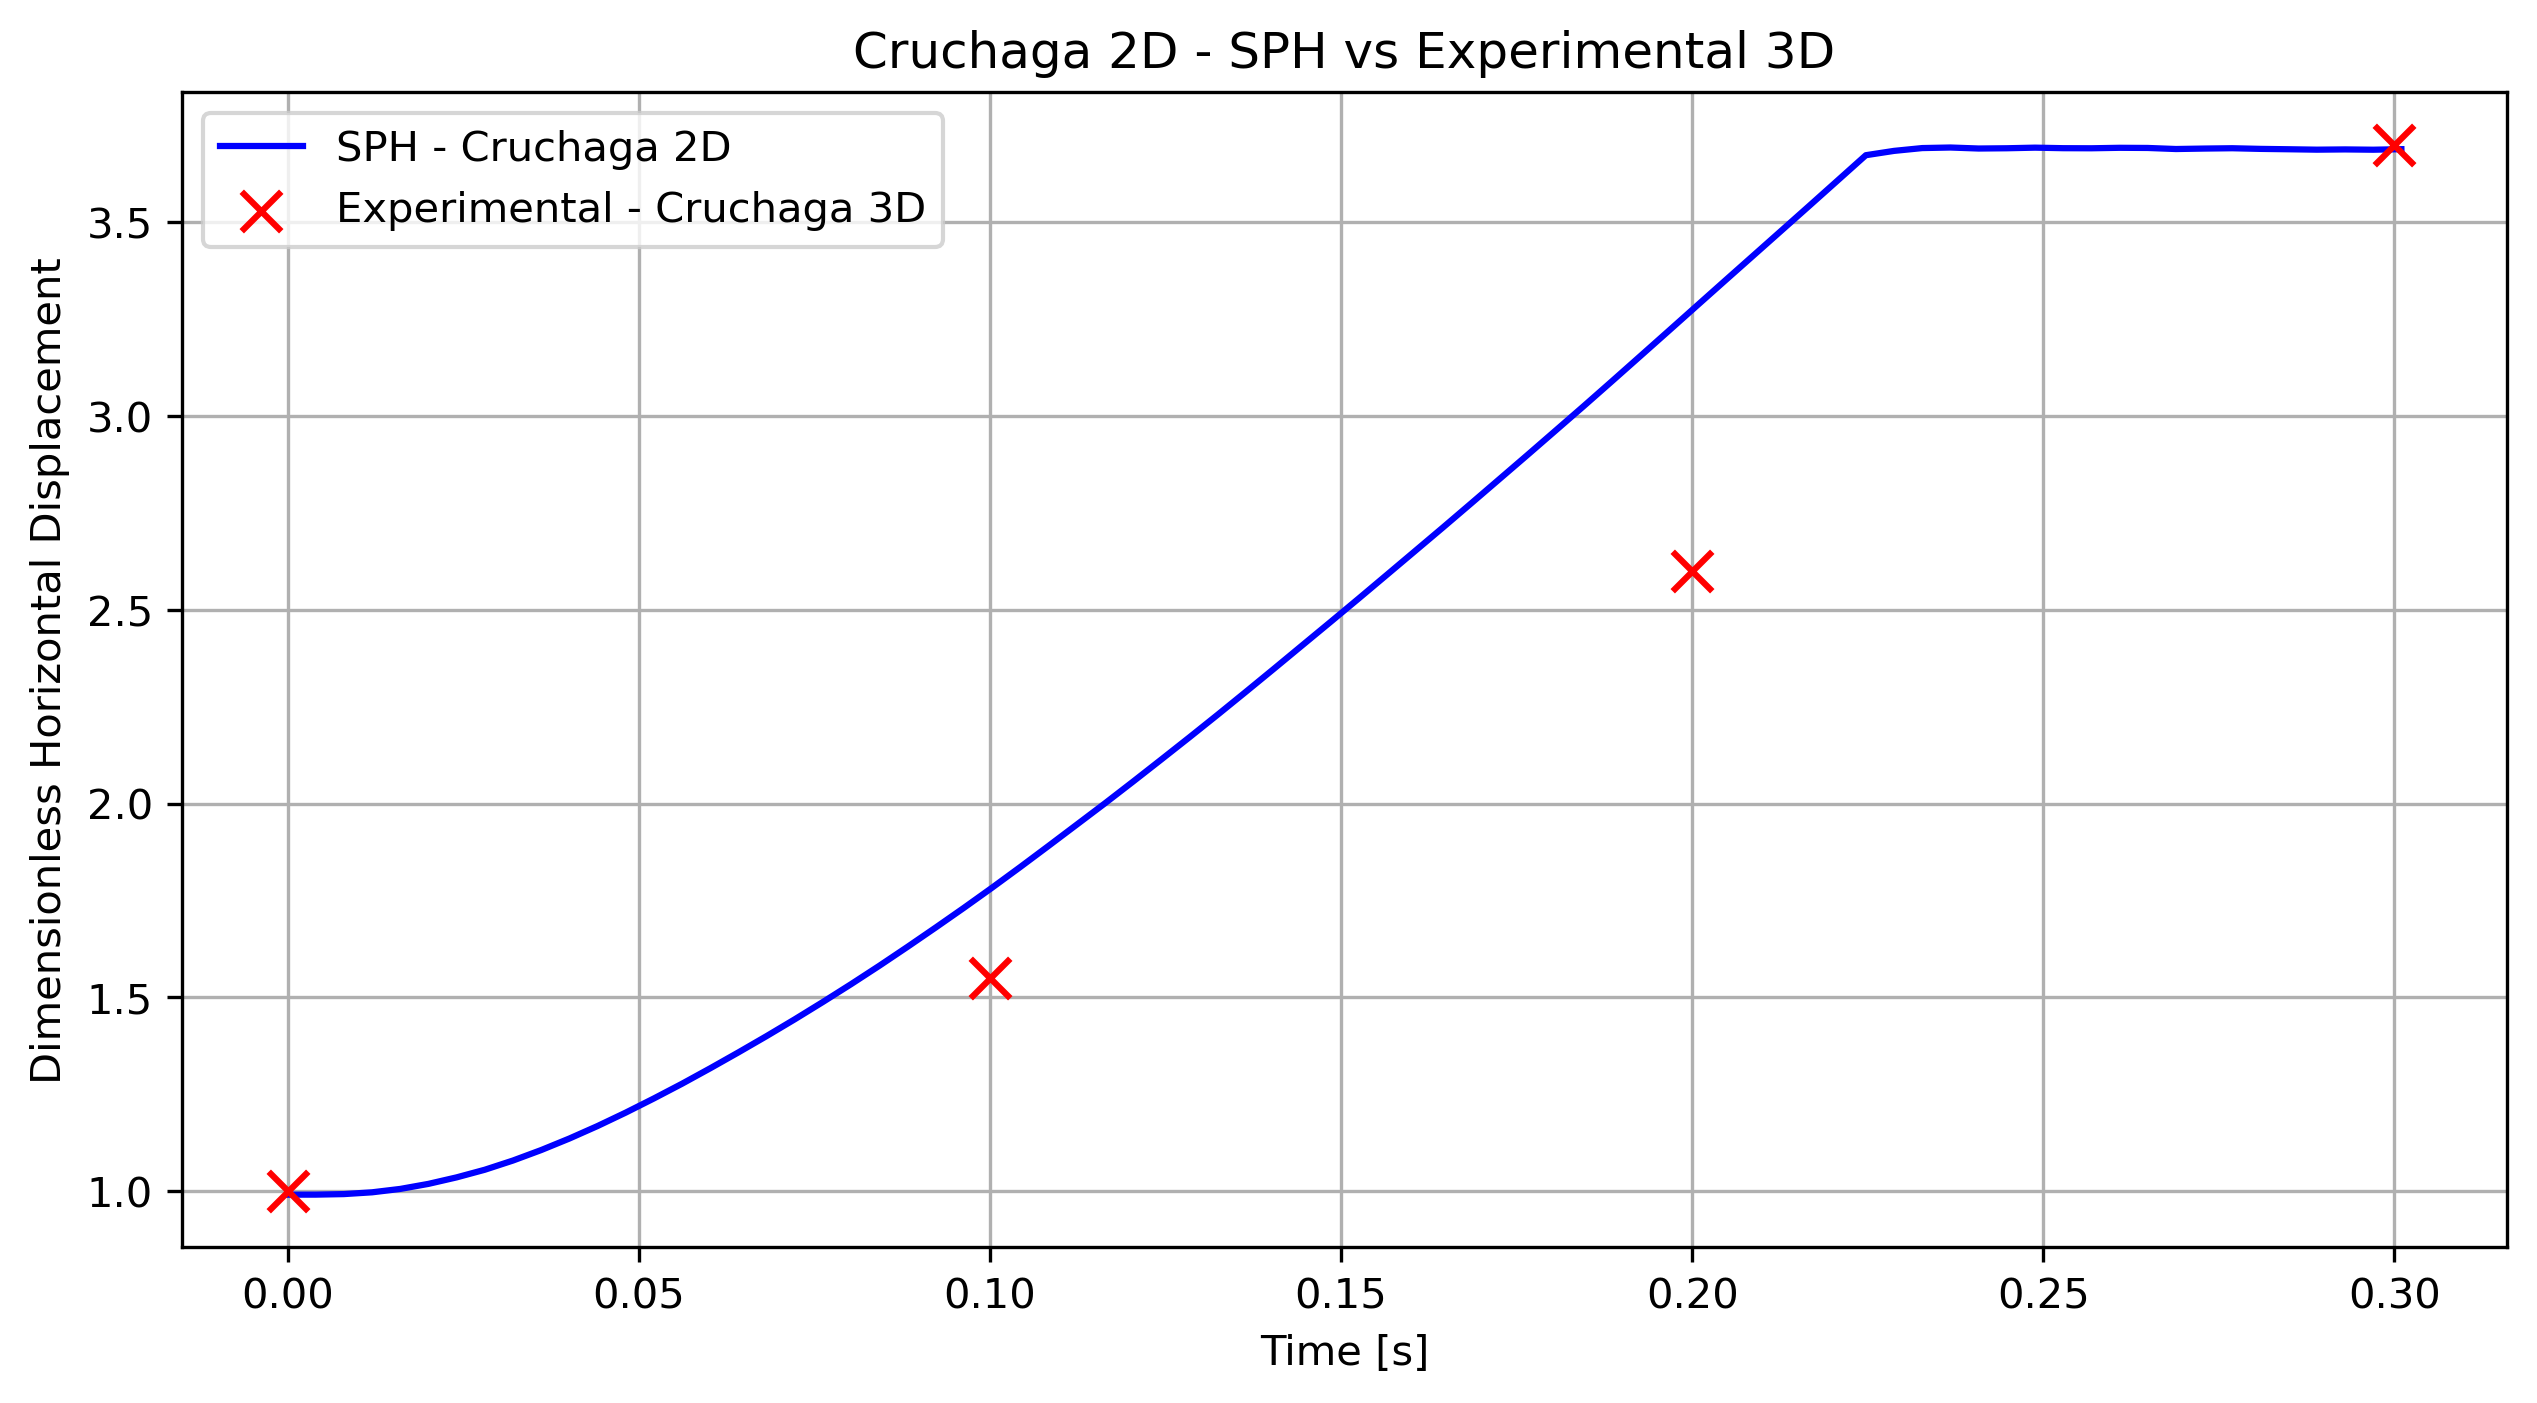 Cruchaga 2D - SPH vs Experimental 3D
SPH - Cruchaga 2D
Experimental - Cruchaga 3D
Dimensionless Horizontal Displacement
3.5
3.0
2.5
2.0
1.5
1.0
0.00 0.05 0.10 0.15 0.20 0.25 0.30
Time [s]